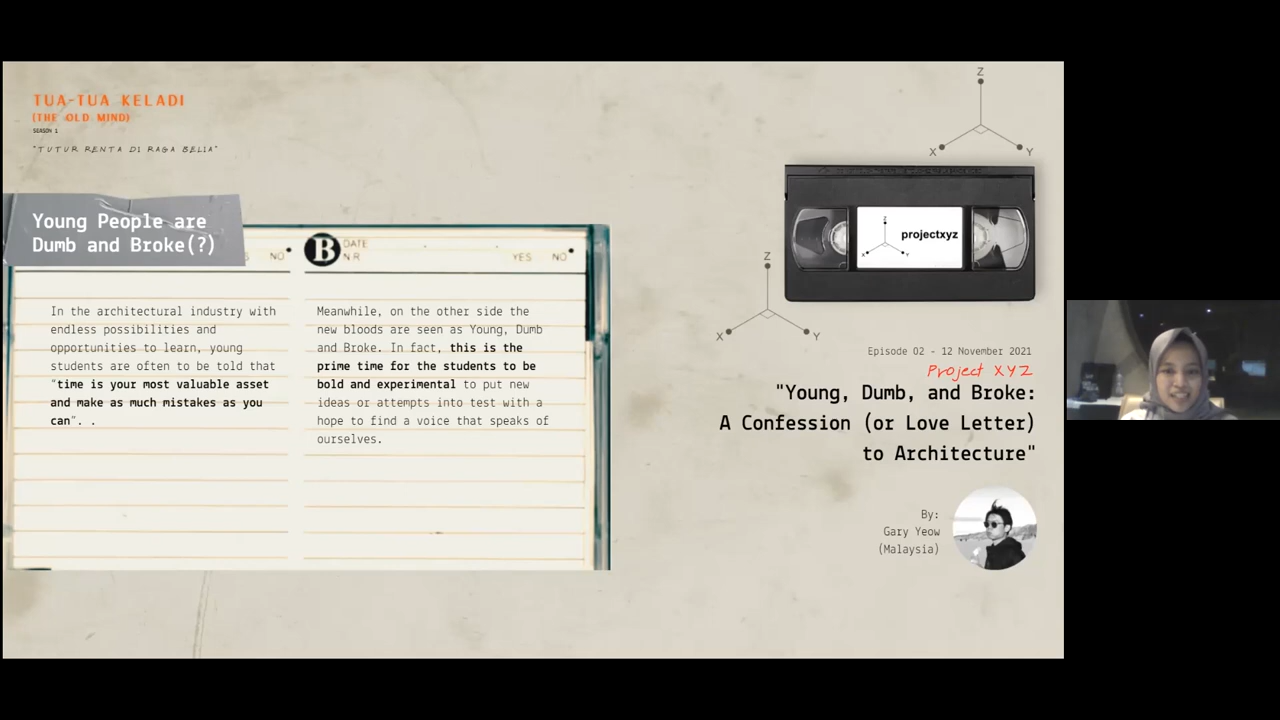 TUA-TUA KELADI
(THE OLD MIND)
SEASON 1
"TUTUR RENTA DI RAGA BELIA"
Young People are
Dumb and Broke(?)
NO
B
DATE
NR
YES
NO
In the architectural industry with
endless possibilities and
opportunities to learn, young
students are often to be told that
"time is your most valuable asset
and make as much mistakes as you
can". .
Meanwhile, on the other side the
new bloods are seen as Young, Dumb
and Broke. In fact, this is the
prime time for the students to be
bold and experimental to put new
ideas or attempts into test with a
hope to find a voice that speaks of
ourselves.
Z
X
Y
Z
X
Y
Z
projectxyz
X
Y
Episode 02 - 12 November 2021
Project XYZ
"Young, Dumb, and Broke:
A Confession (or Love Letter)
to Architecture"
By:
Gary Yeow
(Malaysia)